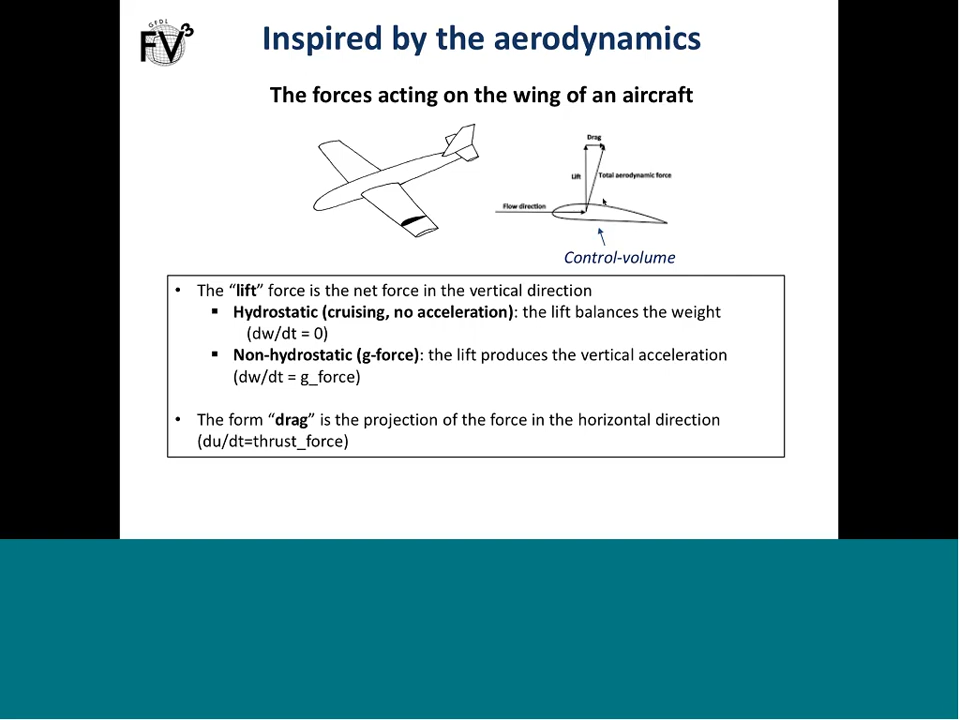 GFDL
FV3
Inspired by the aerodynamics
The forces acting on the wing of an aircraft
Drag
Lift
Total aerodynamic force
Flow direction
Control-volume
• The “lift” force is the net force in the vertical direction
▪ Hydrostatic (cruising, no acceleration): the lift balances the weight
(dw/dt = 0)
▪ Non-hydrostatic (g-force): the lift produces the vertical acceleration
(dw/dt = g_force)
• The form “drag” is the projection of the force in the horizontal direction
(du/dt=thrust_force)